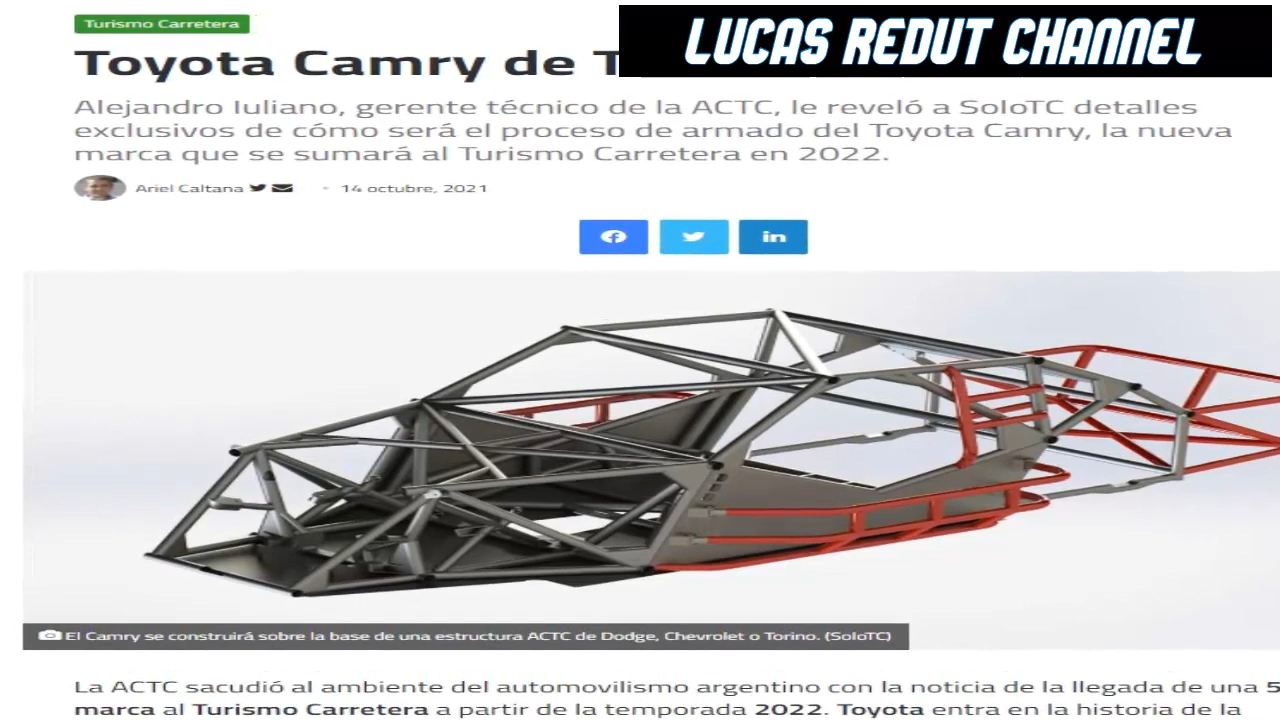 Turismo Carretera
LUCAS REDUT CHANNEL
Toyota Camry de
Alejandro Iuliano, gerente técnico de la ACTC, le reveló a SoloTC detalles
exclusivos de cómo será el proceso de armado del Toyota Camry, la nueva
marca que se sumará al Turismo Carretera en 2022.
Ariel Caltana - 14 octubre, 2021
in
El Camry se construirá sobre la base de una estructura ACTC de Dodge, Chevrolet o Torino. (SoloTC)
La ACTC sacudió al ambiente del automovilismo argentino con la noticia de la llegada de una 5
marca al Turismo Carretera a partir de la temporada 2022. Toyota entra en la historia de la